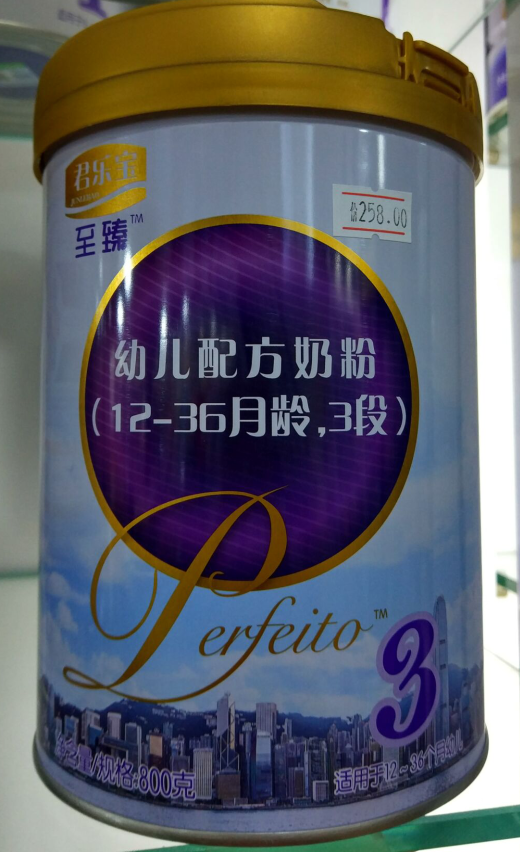 君乐宝
JUNLEBAO
至臻™
258.00
幼儿配方奶粉
(12-36月龄,3段)
Perfeito™
3
净含量/规格:800克
适用于12~36个月幼儿